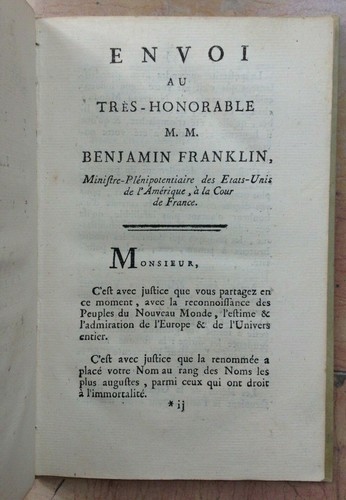 ENVOI
AU
TRÈS-HONORABLE
M. M.
BENJAMIN FRANKLIN,
Ministre-Plénipotentiaire des Etats-Unis
de l'Amérique, à la Cour
de France.
MONSIEUR,
C'est avec justice que vous partagez en
ce moment, avec la reconnoissance des
Peuples du Nouveau Monde, l'estime &
l'admiration de l'Europe & de l'Univers
entier.
C'est avec justice que la renommée a
placé votre Nom au rang des Noms les
plus augustes, parmi ceux qui ont droit
à l'immortalité.
* ij